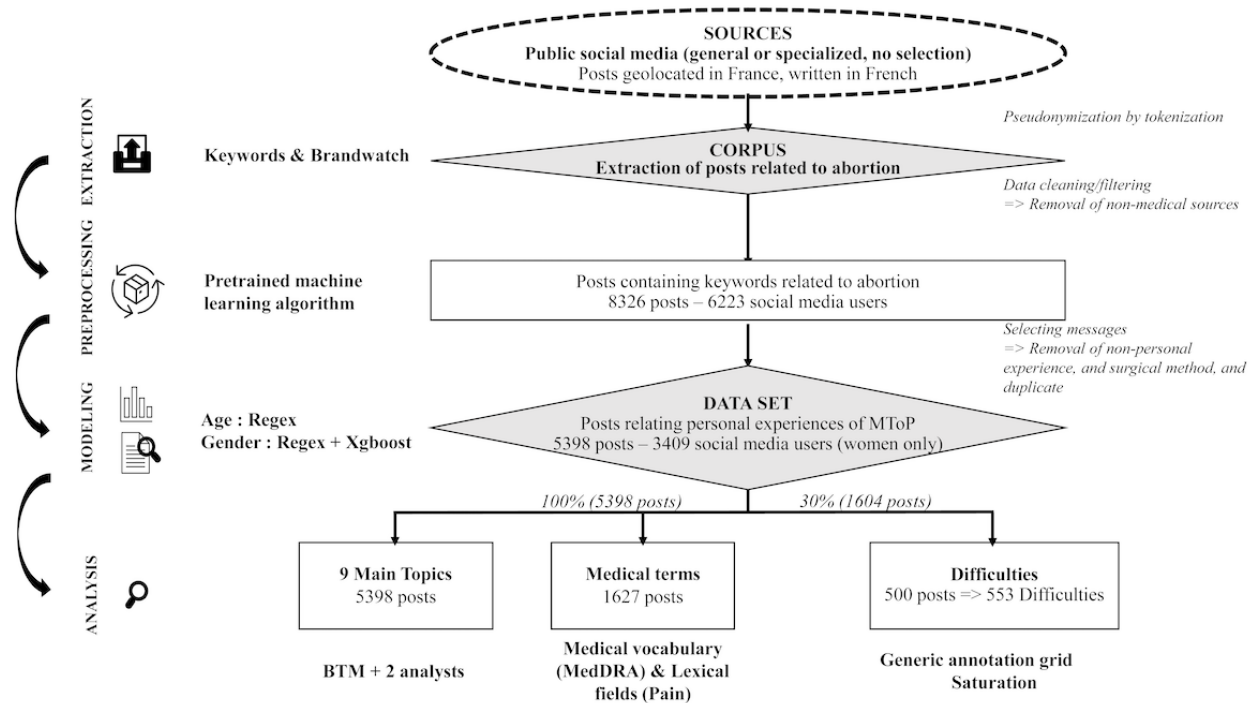 SOURCES
Public social media (general or specialized, no selection)
Posts geolocated in France, written in French
Pseudonymization by tokenization
EXTRACTION
Keywords & Brandwatch
CORPUS
Extraction of posts related to abortion
Data cleaning/filtering
=> Removal of non-medical sources
PREPROCESSING
Pretrained machine
learning algorithm
Posts containing keywords related to abortion
8326 posts – 6223 social media users
Selecting messages
=> Removal of non-personal
experience, and surgical method, and
duplicate
MODELING
Age : Regex
Gender : Regex + Xgboost
DATA SET
Posts relating personal experiences of MToP
5398 posts – 3409 social media users (women only)
100% (5398 posts)
30% (1604 posts)
ANALYSIS
9 Main Topics
5398 posts
Medical terms
1627 posts
Difficulties
500 posts => 553 Difficulties
BTM + 2 analysts
Medical vocabulary
(MedDRA) & Lexical
fields (Pain)
Generic annotation grid
Saturation